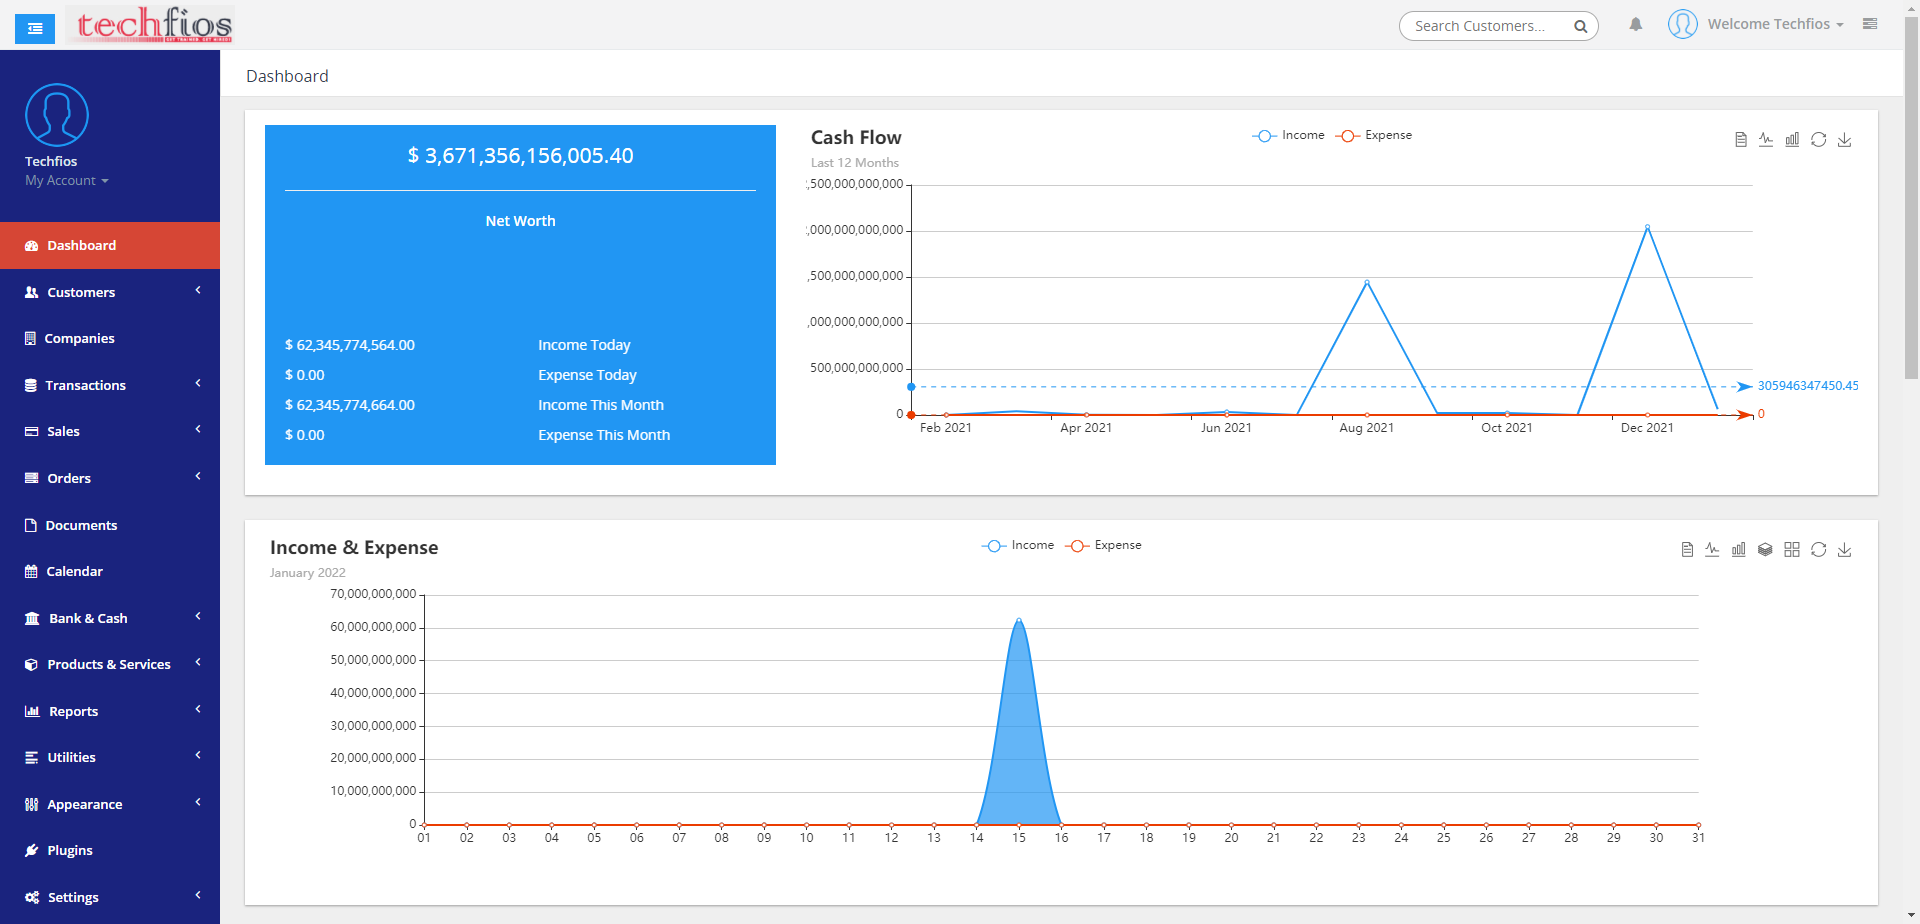 techfios
GET TRAINED. GET HIRED!
Search Customers...
Welcome Techfios
Techfios
My Account
Dashboard
Customers
Companies
Transactions
Sales
Orders
Documents
Calendar
Bank & Cash
Products & Services
Reports
Utilities
Appearance
Plugins
Settings
Dashboard
$ 3,671,356,156,005.40
Net Worth
$ 62,345,774,564.00 Income Today
$ 0.00 Expense Today
$ 62,345,774,664.00 Income This Month
$ 0.00 Expense This Month
Cash Flow
Last 12 Months
Income Expense
,500,000,000,000
,000,000,000,000
,500,000,000,000
,000,000,000,000
500,000,000,000
0
305946347450.45
0
Feb 2021 Apr 2021 Jun 2021 Aug 2021 Oct 2021 Dec 2021
Income & Expense
January 2022
Income Expense
70,000,000,000
60,000,000,000
50,000,000,000
40,000,000,000
30,000,000,000
20,000,000,000
10,000,000,000
0
01 02 03 04 05 06 07 08 09 10 11 12 13 14 15 16 17 18 19 20 21 22 23 24 25 26 27 28 29 30 31